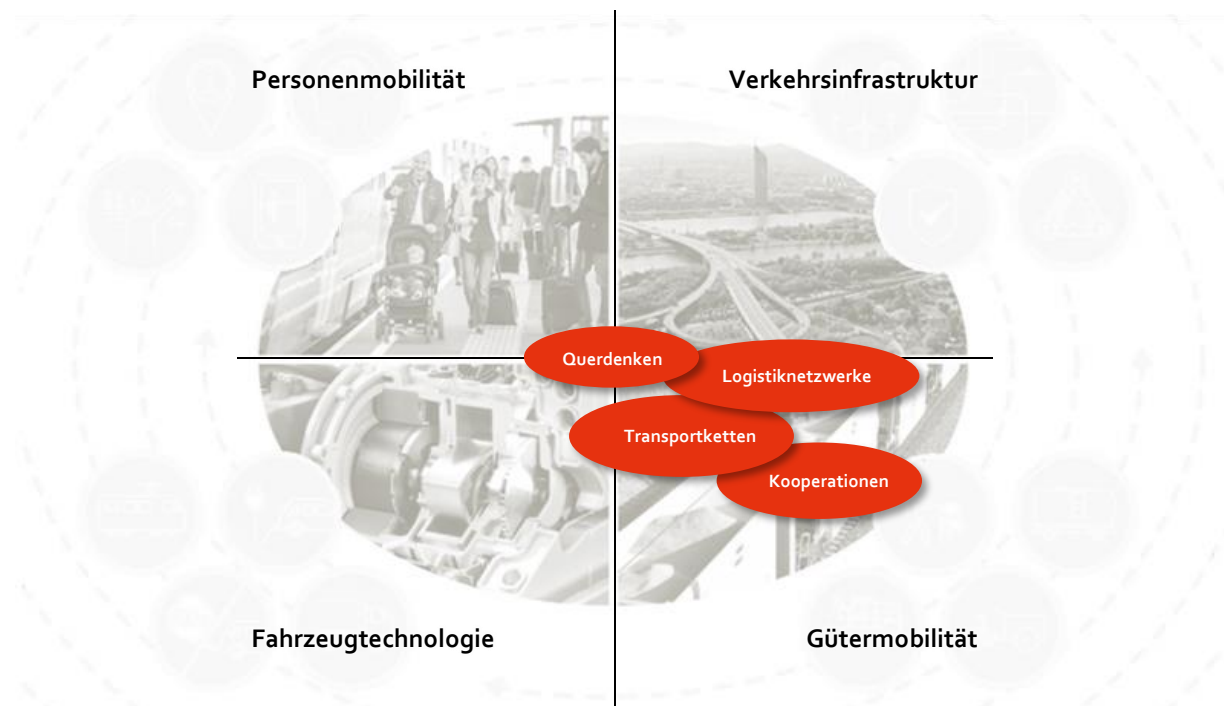 Personenmobilität
Verkehrsinfrastruktur
Querdenken
Logistiknetzwerke
Transportketten
Kooperationen
Fahrzeugtechnologie
Gütermobilität